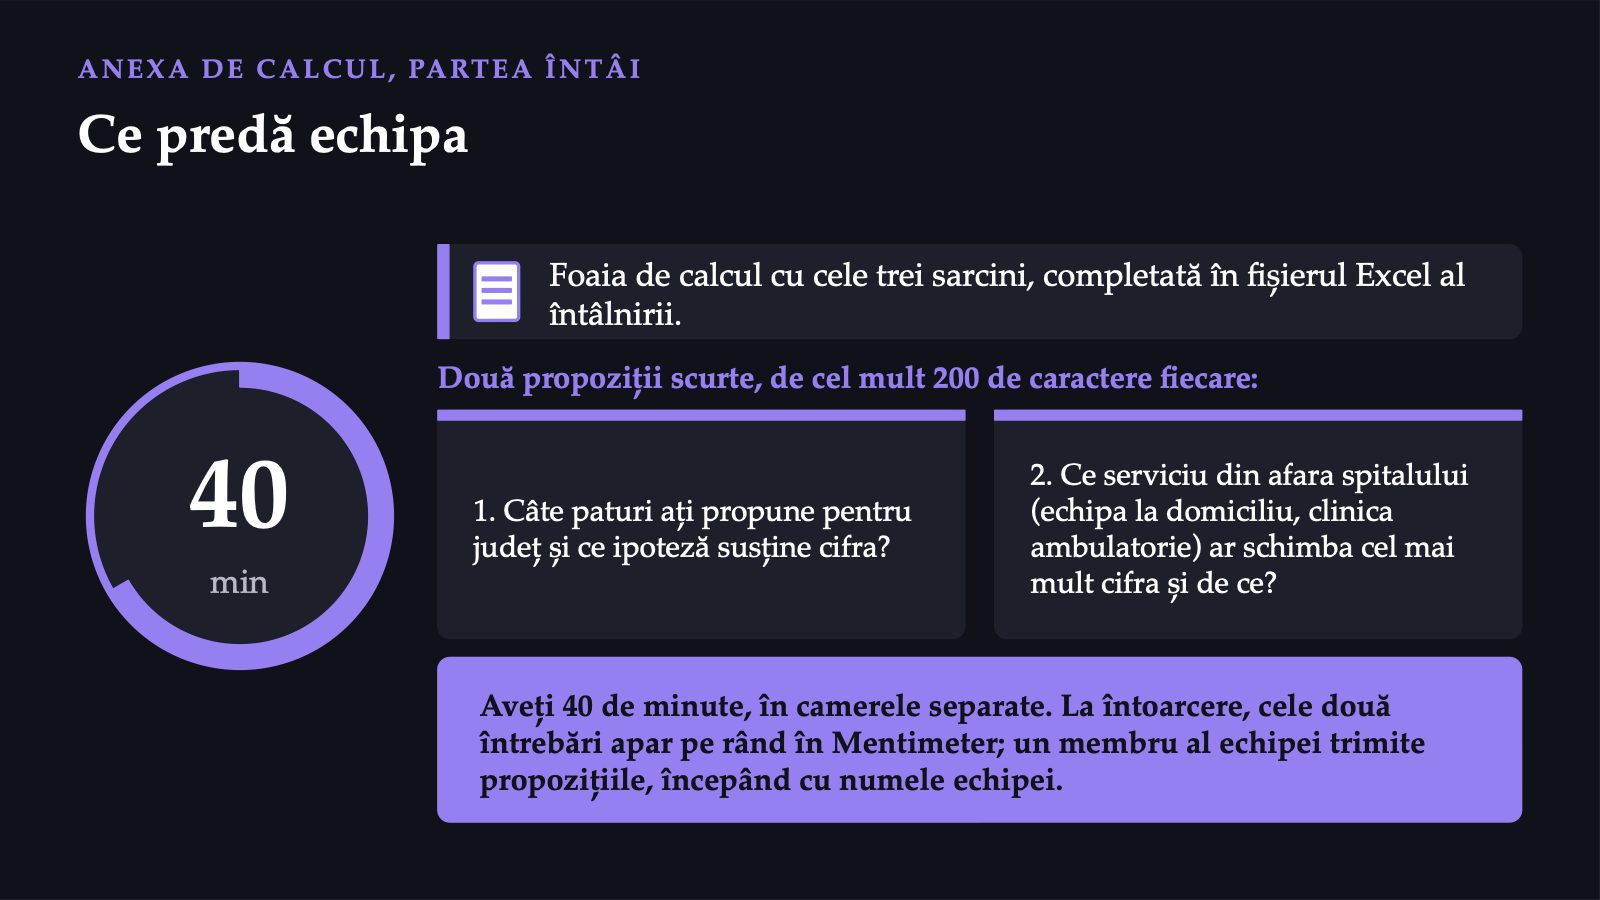 ANEXA DE CALCUL, PARTEA ÎNTÂI
Ce predă echipa
40
min
Foaia de calcul cu cele trei sarcini, completată în fișierul Excel al
întâlnirii.
Două propoziții scurte, de cel mult 200 de caractere fiecare:
1. Câte paturi ați propune pentru
județ și ce ipoteză susține cifra?
2. Ce serviciu din afara spitalului
(echipa la domiciliu, clinica
ambulatorie) ar schimba cel mai
mult cifra și de ce?
Aveți 40 de minute, în camerele separate. La întoarcere, cele două
întrebări apar pe rând în Mentimeter; un membru al echipei trimite
propozițiile, începând cu numele echipei.